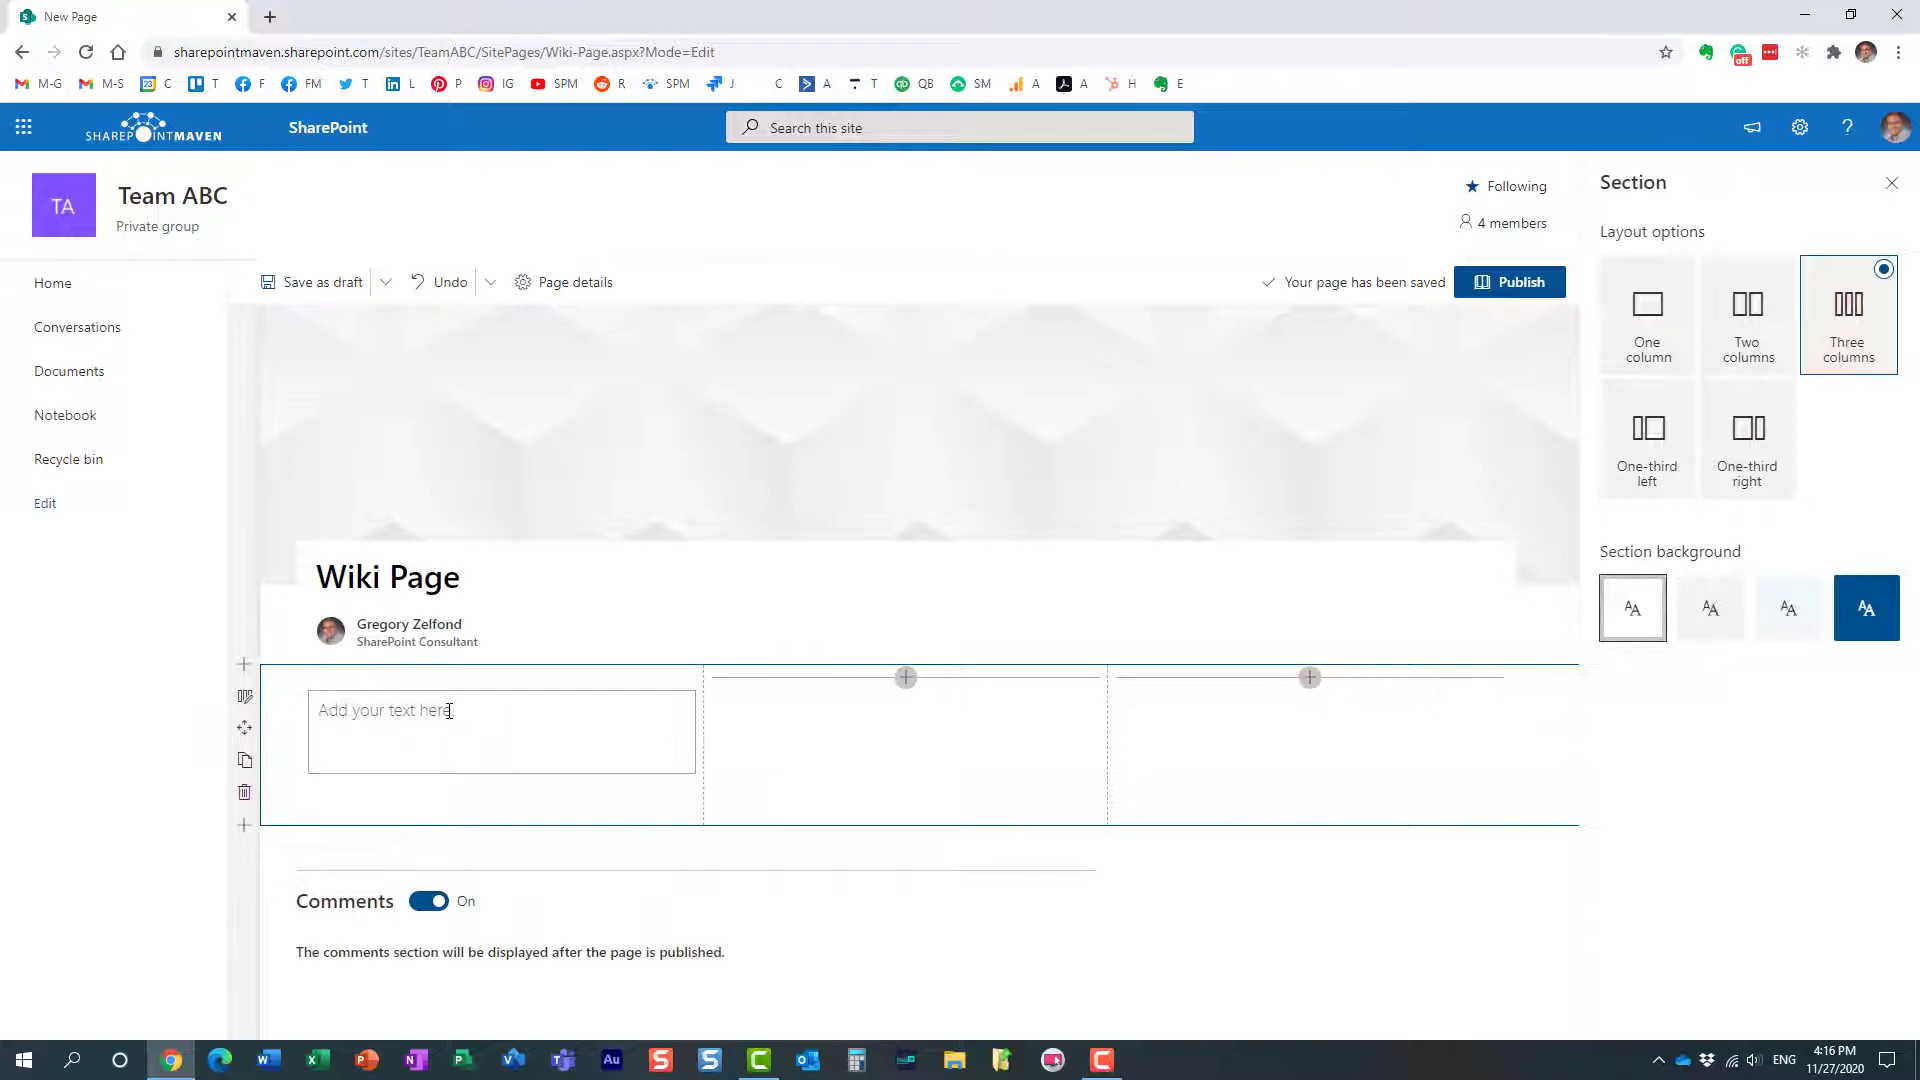 New Page
sharepointmaven.sharepoint.com/sites/TeamABC/SitePages/Wiki-Page.aspx?Mode=Edit
M-G M-S C T F FM T L P IG SPM R SPM J C A T QB SM A A H E
off
SHAREPOINTMAVEN SharePoint Search this site ?
TA Team ABC
Private group
Following
4 members
Home
Conversations
Documents
Notebook
Recycle bin
Edit
Save as draft Undo Page details Your page has been saved Publish
Wiki Page
Gregory Zelfond
SharePoint Consultant
Add your text here
Comments On
The comments section will be displayed after the page is published.
Section
Layout options
One column
Two columns
Three columns
One-third left
One-third right
Section background
AA AA AA AA
ENG 4:16 PM
11/27/2020